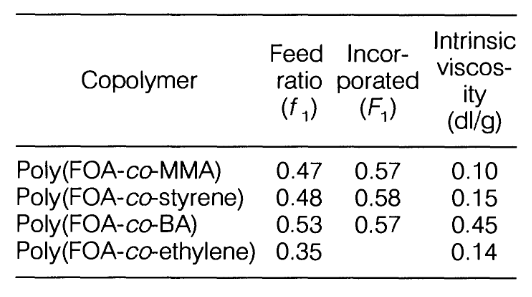 Copolymer Feed ratio (f 1) Incor-porated (F1) Intrinsic viscos-ity (dl/g)
Poly(FOA-co-MMA) 0.47 0.57 0.10
Poly(FOA-co-styrene) 0.48 0.58 0.15
Poly(FOA-co-BA) 0.53 0.57 0.45
Poly(FOA-co-ethylene) 0.35 0.14